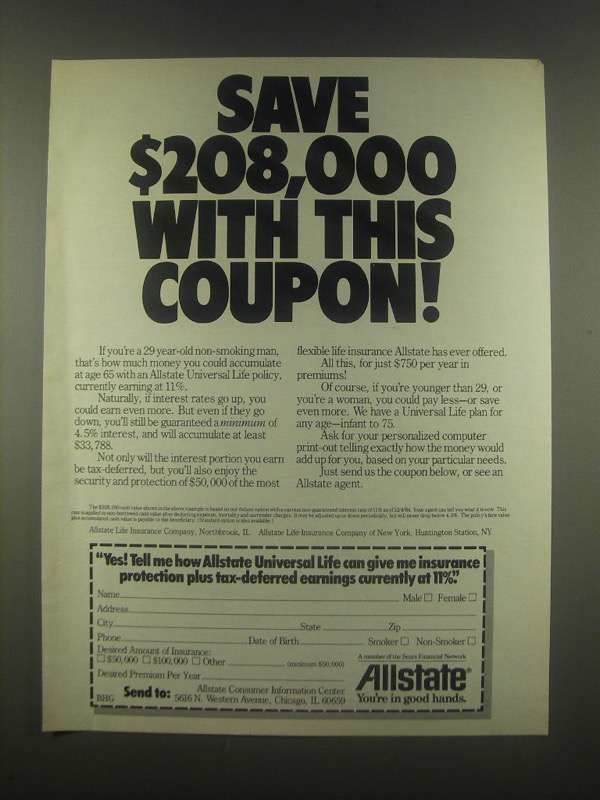 SAVE
$208,000
WITH THIS
COUPON!
If you're a 29 year-old non-smoking man,
that's how much money you could accumulate
at age 65 with an Allstate Universal Life policy,
currently earning at 11%.
Naturally, if interest rates go up, you
could earn even more. But even if they go
down, you'll still be guaranteed a minimum of
4.5% interest, and will accumulate at least
$33,788.
Not only will the interest portion you earn
be tax-deferred, but you'll also enjoy the
security and protection of $50,000 of the most
flexible life insurance Allstate has ever offered.
All this, for just $750 per year in
premiums!
Of course, if you're younger than 29, or
you're a woman, you could pay less—or save
even more. We have a Universal Life plan for
any age—infant to 75.
Ask for your personalized computer
print-out telling exactly how the money would
add up for you, based on your particular needs.
Just send us the coupon below, or see an
Allstate agent.
Allstate Life Insurance Company, Northbrook, IL Allstate Life Insurance Company of New York, Huntington Station, NY
"Yes! Tell me how Allstate Universal Life can give me insurance
protection plus tax-deferred earnings currently at 11%."
Name Male □ Female □
Address
City State Zip
Phone Date of Birth Smoker □ Non-Smoker □
Desired Amount of Insurance:
□ $50,000 □ $100,000 □ Other (minimum $50,000)
Desired Premium Per Year
BHG Send to: Allstate Consumer Information Center
5616 N. Western Avenue, Chicago, IL 60659
A member of the Sears Financial Network
Allstate®
You're in good hands.